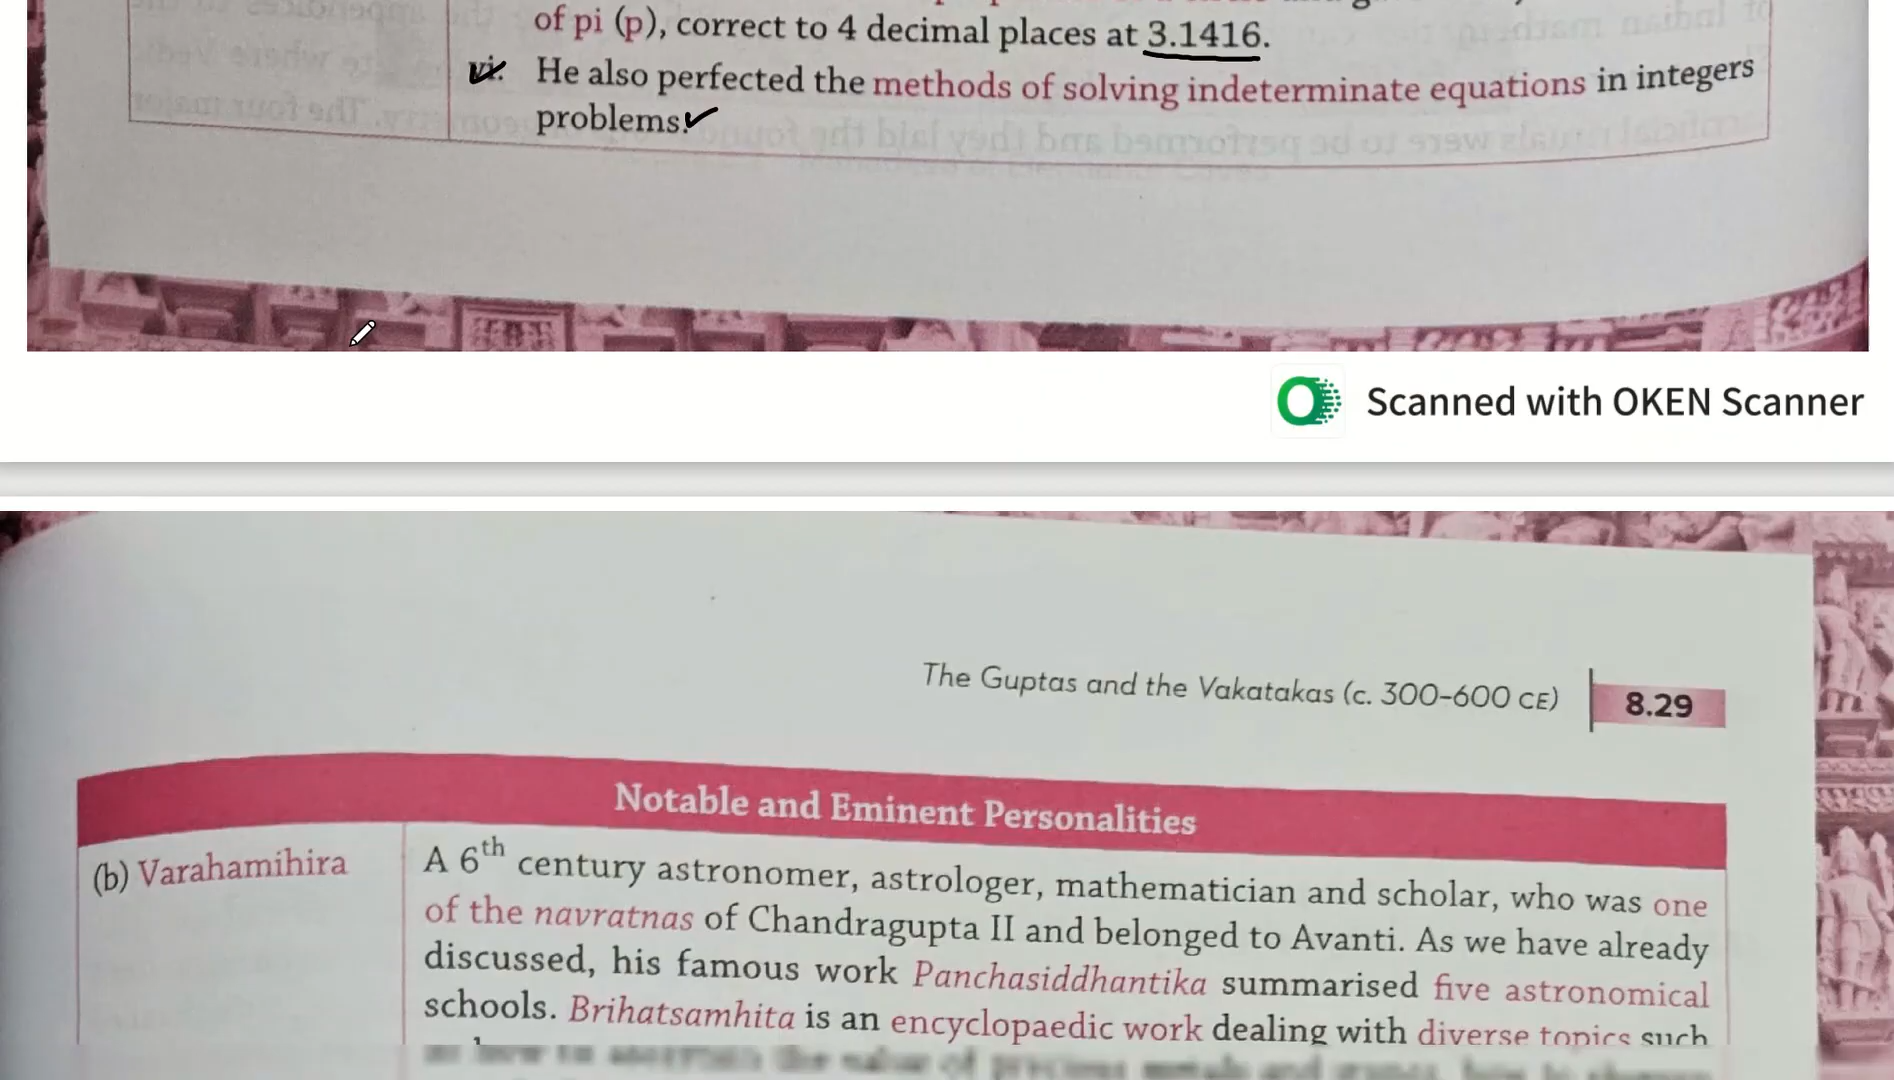 of pi (p), correct to 4 decimal places at 3.1416.
vi. He also perfected the methods of solving indeterminate equations in integers
problems.
Scanned with OKEN Scanner
The Guptas and the Vakatakas (c. 300–600 CE) 8.29
Notable and Eminent Personalities
(b) Varahamihira
A 6th century astronomer, astrologer, mathematician and scholar, who was one
of the navratnas of Chandragupta II and belonged to Avanti. As we have already
discussed, his famous work Panchasiddhantika summarised five astronomical
schools. Brihatsamhita is an encyclopaedic work dealing with diverse topics such